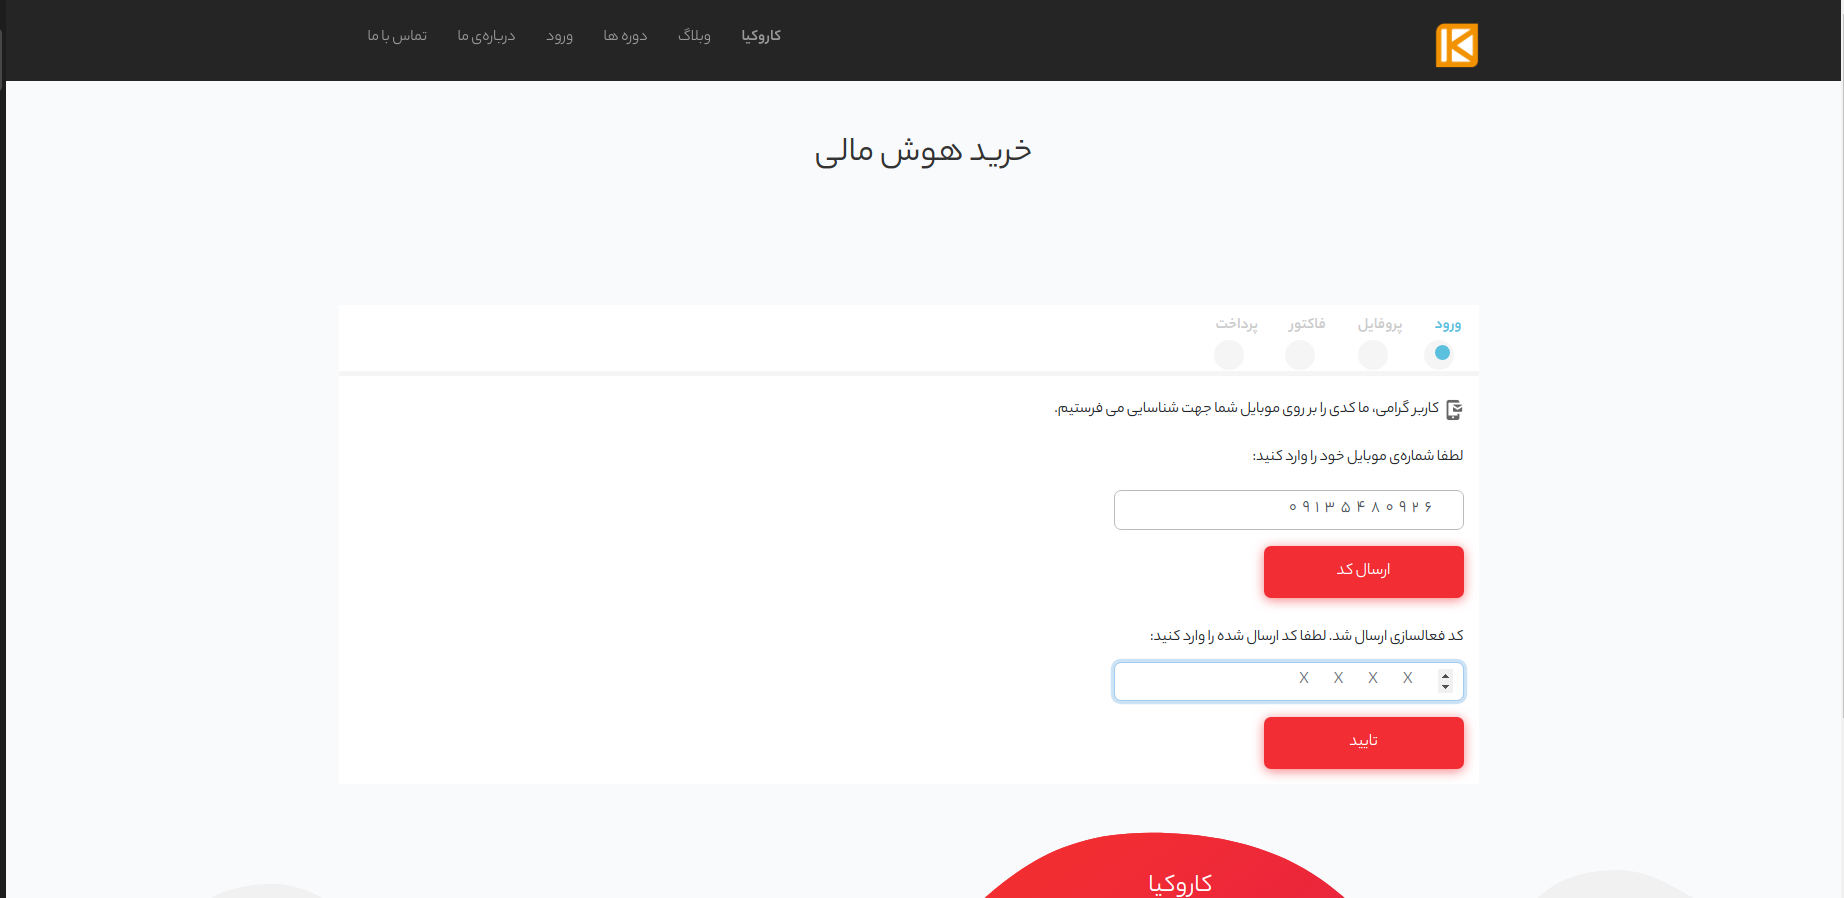 کاروکیا وبلاگ دوره ها ورود درباره‌ی ما تماس با ما
خرید هوش مالی
ورود پروفایل فاکتور پرداخت
کاربر گرامی، ما کدی را بر روی موبایل شما جهت شناسایی می فرستیم.
لطفا شماره‌ی موبایل خود را وارد کنید:
۰۹۱۳۵۴۸۰۹۲۶
ارسال کد
کد فعالسازی ارسال شد. لطفا کد ارسال شده را وارد کنید:
X X X X
تایید
کاروکیا